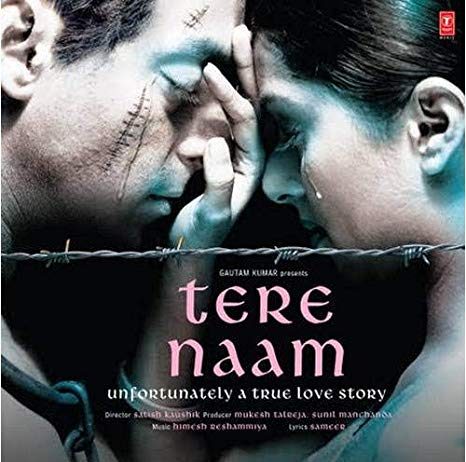 T
SERIES
MUSIC
GAUTAM KUMAR presents
TERE
NAAM
unfortunately a true love story
Director satish kaushik Producer mukesh talreja, sunil manchanda
Music himesh reshammiya Lyrics sameer